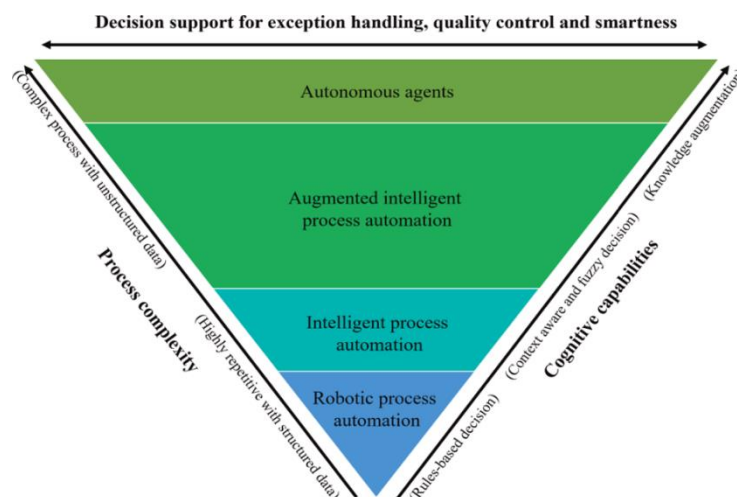 Decision support for exception handling, quality control and smartness
Autonomous agents
(Complex process with unstructured data)
(Knowledge augmentation)
Augmented intelligent
process automation
Process complexity
(Context aware and fuzzy decision)
Cognitive capabilities
Intelligent process
automation
(Highly repetitive with structured data)
Robotic process
automation
(Rules-based decision)